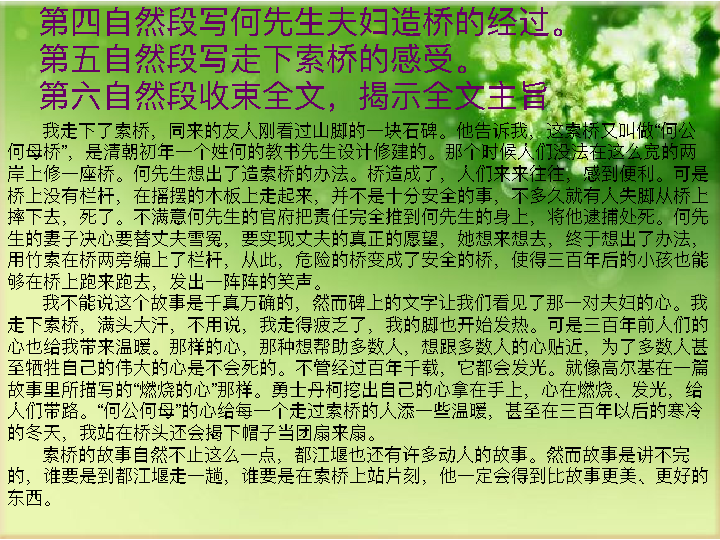 第四自然段写何先生夫妇造桥的经过。
第五自然段写走下索桥的感受。
第六自然段收束全文，揭示全文主旨
我走下了索桥，同来的友人刚看过山脚的一块石碑。他告诉我，这索桥又叫做“何公
何母桥”，是清朝初年一个姓何的教书先生设计修建的。那个时候人们没法在这么宽的两
岸上修一座桥。何先生想出了造索桥的办法。桥造成了，人们来来往往，感到便利。可是
桥上没有栏杆，在摇摆的木板上走起来，并不是十分安全的事，不多久就有人失脚从桥上
摔下去，死了。不满意何先生的官府把责任完全推到何先生的身上，将他逮捕处死。何先
生的妻子决心要替丈夫雪冤，要实现丈夫的真正的愿望，她想来想去，终于想出了办法，
用竹索在桥两旁编上了栏杆，从此，危险的桥变成了安全的桥，使得三百年后的小孩也能
够在桥上跑来跑去，发出一阵阵的笑声。
我不能说这个故事是千真万确的，然而碑上的文字让我们看见了那一对夫妇的心。我
走下索桥，满头大汗，不用说，我走得疲乏了，我的脚也开始发热。可是三百年前人们的
心也给我带来温暖。那样的心，那种想帮助多数人，想跟多数人的心贴近，为了多数人甚
至牺牲自己的伟大的心是不会死的。不管经过百年千载，它都会发光。就像高尔基在一篇
故事里所描写的“燃烧的心”那样。勇士丹柯挖出自己的心拿在手上，心在燃烧、发光，给
人们带路。“何公何母”的心给每一个走过索桥的人添一些温暖，甚至在三百年以后的寒冷
的冬天，我站在桥头还会揭下帽子当团扇来扇。
索桥的故事自然不止这么一点，都江堰也还有许多动人的故事。然而故事是讲不完
的，谁要是到都江堰走一趟，谁要是在索桥上站片刻，他一定会得到比故事更美、更好的
东西。